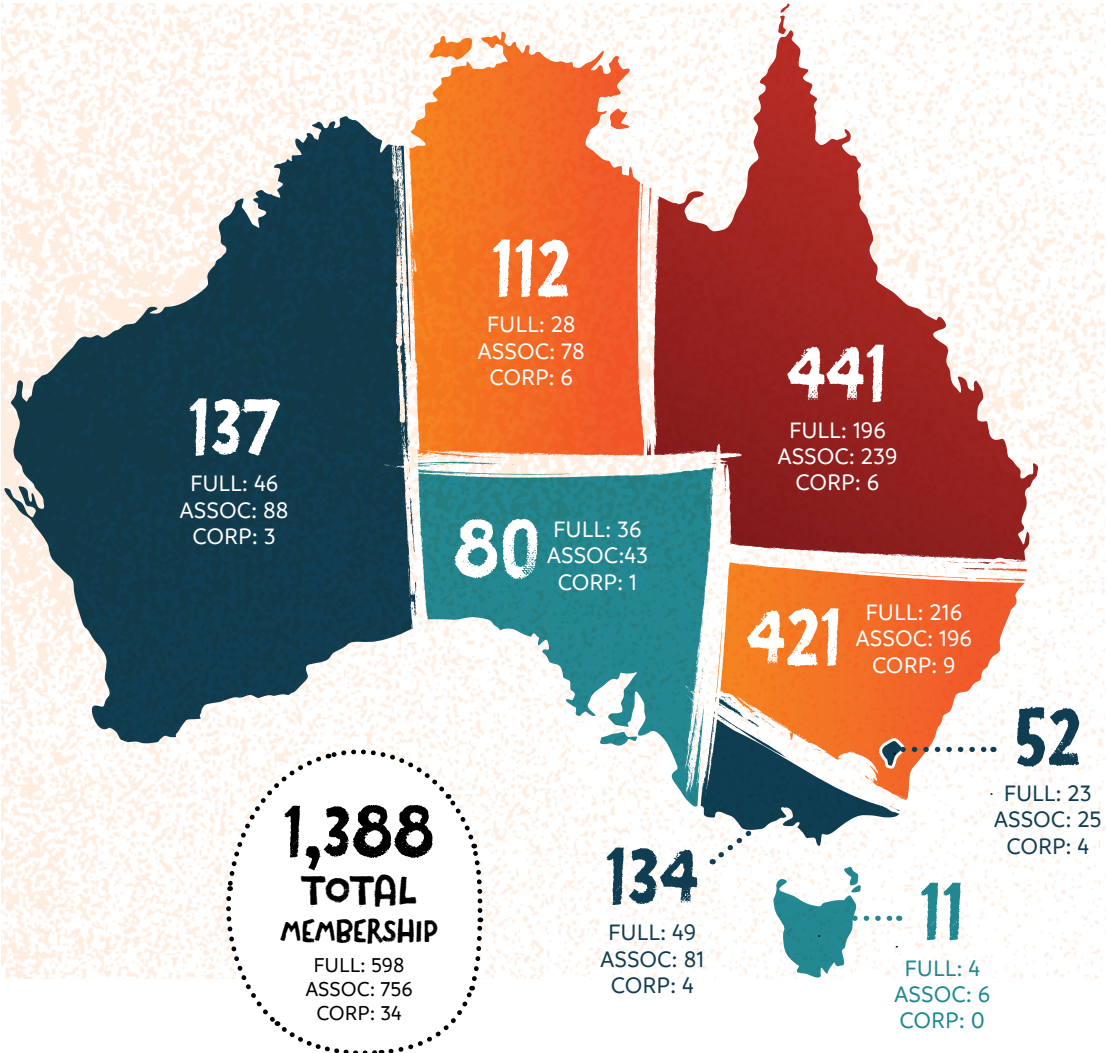 112
FULL: 28
ASSOC: 78
CORP: 6
441
FULL: 196
ASSOC: 239
CORP: 6
137
FULL: 46
ASSOC: 88
CORP: 3
80
FULL: 36
ASSOC:43
CORP: 1
421
FULL: 216
ASSOC: 196
CORP: 9
52
FULL: 23
ASSOC: 25
CORP: 4
1,388
TOTAL
MEMBERSHIP
FULL: 598
ASSOC: 756
CORP: 34
134
FULL: 49
ASSOC: 81
CORP: 4
11
FULL: 4
ASSOC: 6
CORP: 0